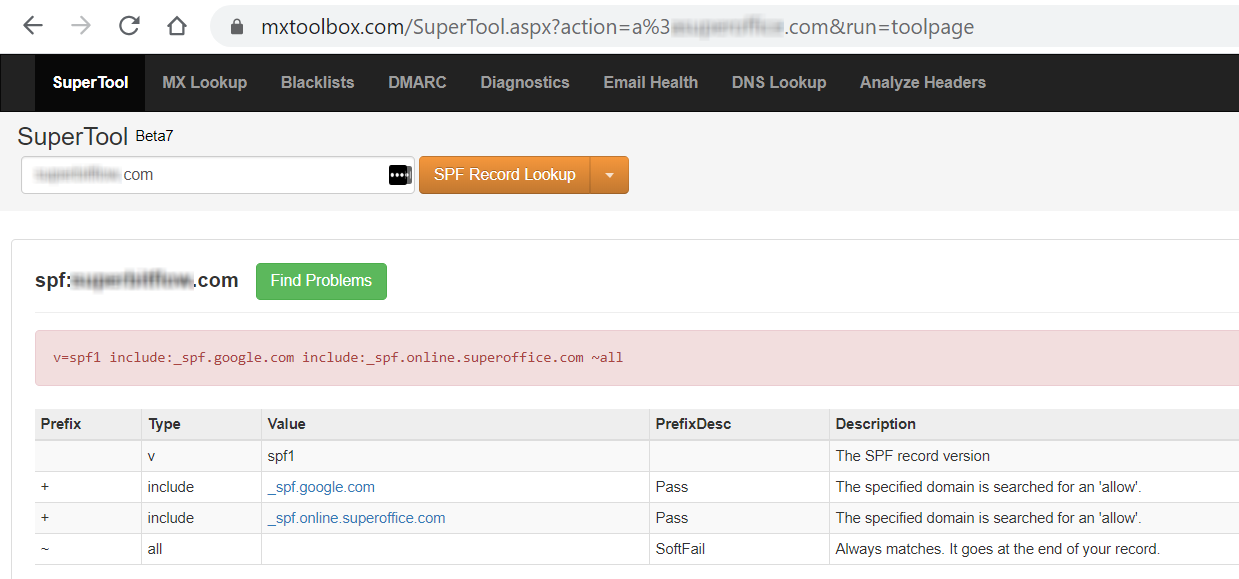 mxtoolbox.com/SuperTool.aspx?action=a%3 .com&run=toolpage
SuperTool MX Lookup Blacklists DMARC Diagnostics Email Health DNS Lookup Analyze Headers
SuperTool Beta7
.com SPF Record Lookup
spf: .com Find Problems
v=spf1 include:_spf.google.com include:_spf.online.superoffice.com ~all
Prefix Type Value PrefixDesc Description
v spf1 The SPF record version
+ include _spf.google.com Pass The specified domain is searched for an 'allow'.
+ include _spf.online.superoffice.com Pass The specified domain is searched for an 'allow'.
~ all SoftFail Always matches. It goes at the end of your record.